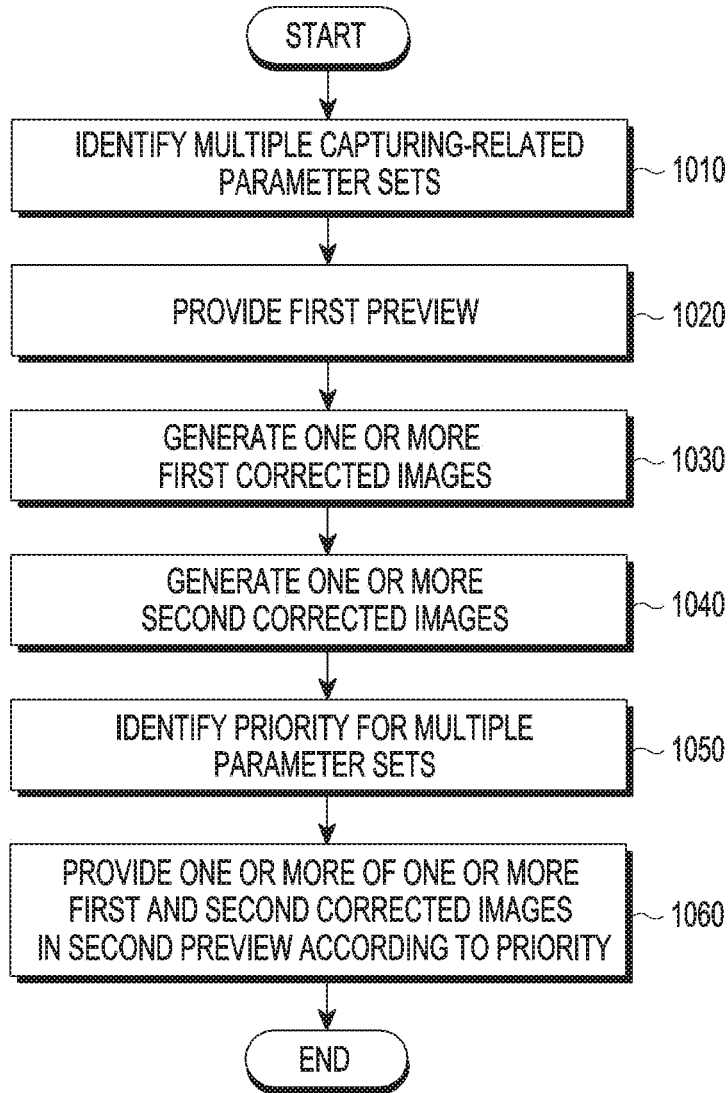 START
IDENTIFY MULTIPLE CAPTURING-RELATED
PARAMETER SETS
1010
PROVIDE FIRST PREVIEW
1020
GENERATE ONE OR MORE
FIRST CORRECTED IMAGES
1030
GENERATE ONE OR MORE
SECOND CORRECTED IMAGES
1040
IDENTIFY PRIORITY FOR MULTIPLE
PARAMETER SETS
1050
PROVIDE ONE OR MORE OF ONE OR MORE
FIRST AND SECOND CORRECTED IMAGES
IN SECOND PREVIEW ACCORDING TO PRIORITY
1060
END